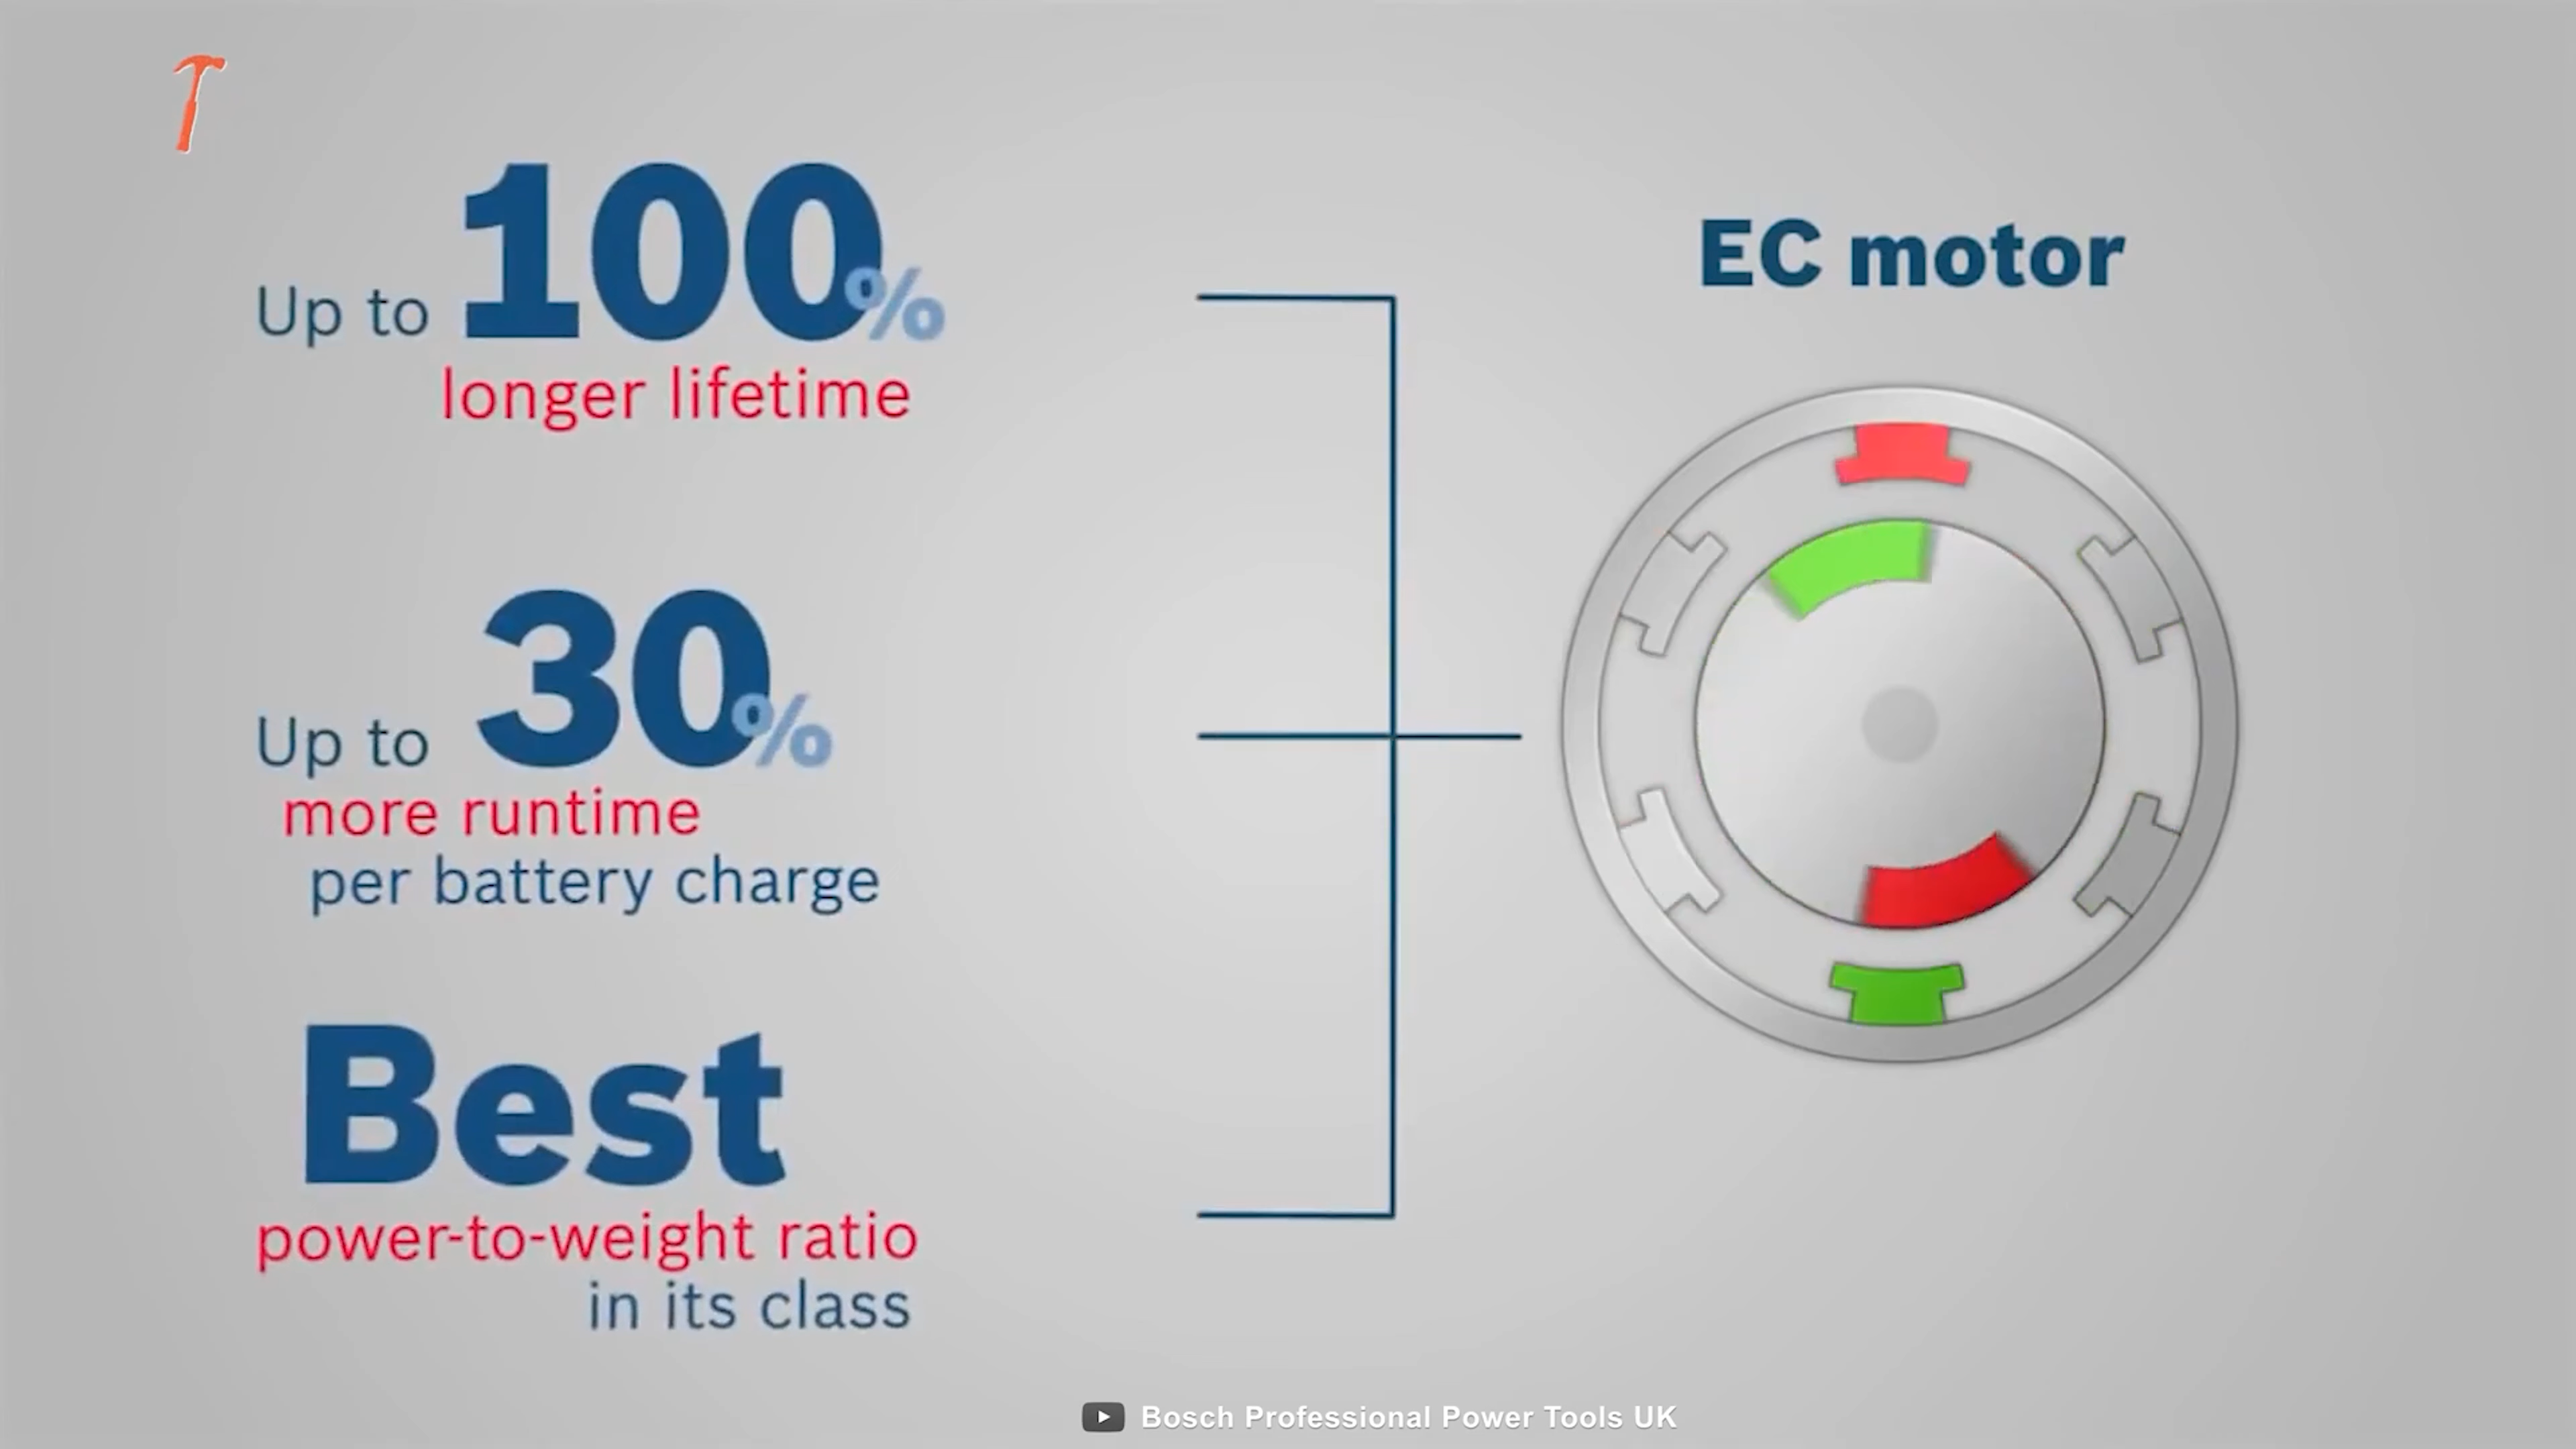 Up to 100%
longer lifetime
Up to 30%
more runtime
per battery charge
Best
power-to-weight ratio
in its class
EC motor
Bosch Professional Power Tools UK